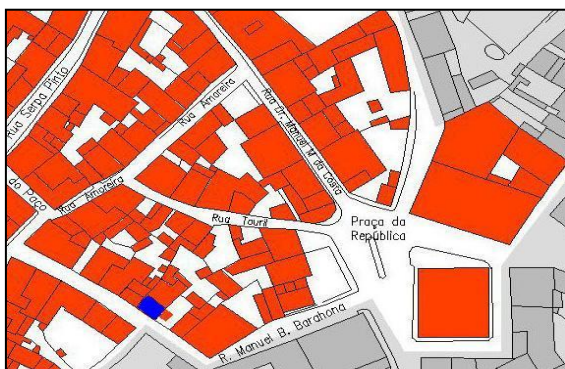 Rua Serpa Pinto
Rua Amoreira
Rua Dr. Manuel M da Costa
do Paço
Rua Amoreira
Rua Touril
Praça da
República
R. Manuel B. Barahona